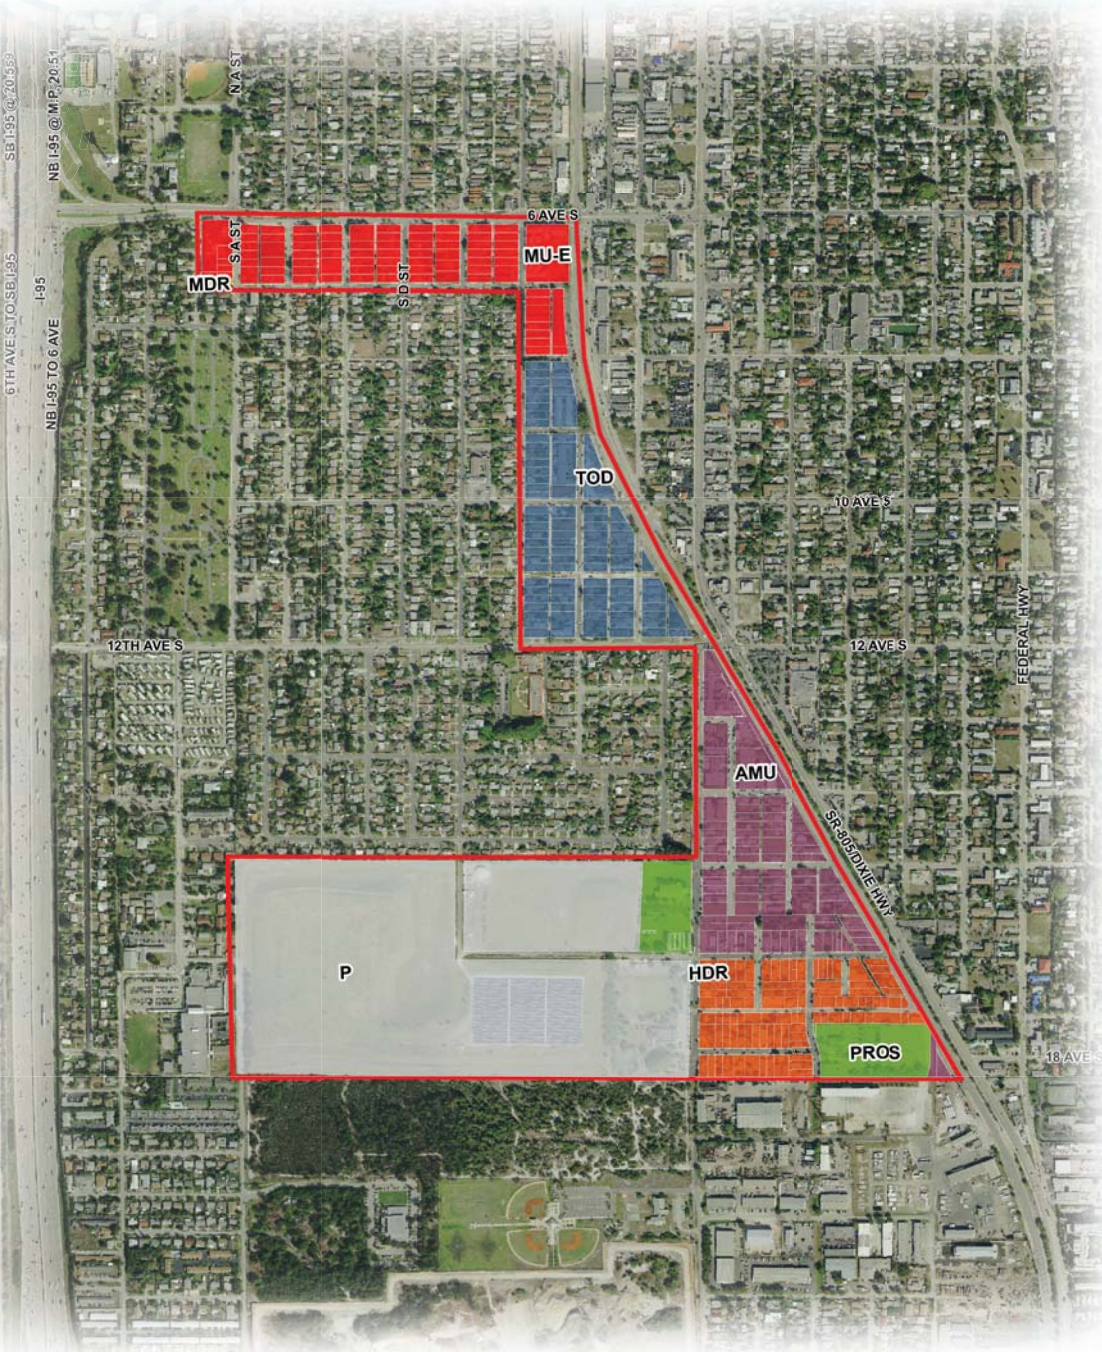 SB I-95 @ 20.559
NB I-95 @ M.P. 20.51
N A ST
6 AVE S
S A ST
MU-E
MDR
S D ST
6TH AVE S TO SB I-95
I-95
NB I-95 TO 6 AVE
TOD
10 AVE S
FEDERAL HWY
12TH AVE S
12 AVE S
AMU
SR-805/DIXIE HWY
P
HDR
PROS
18 AVE S